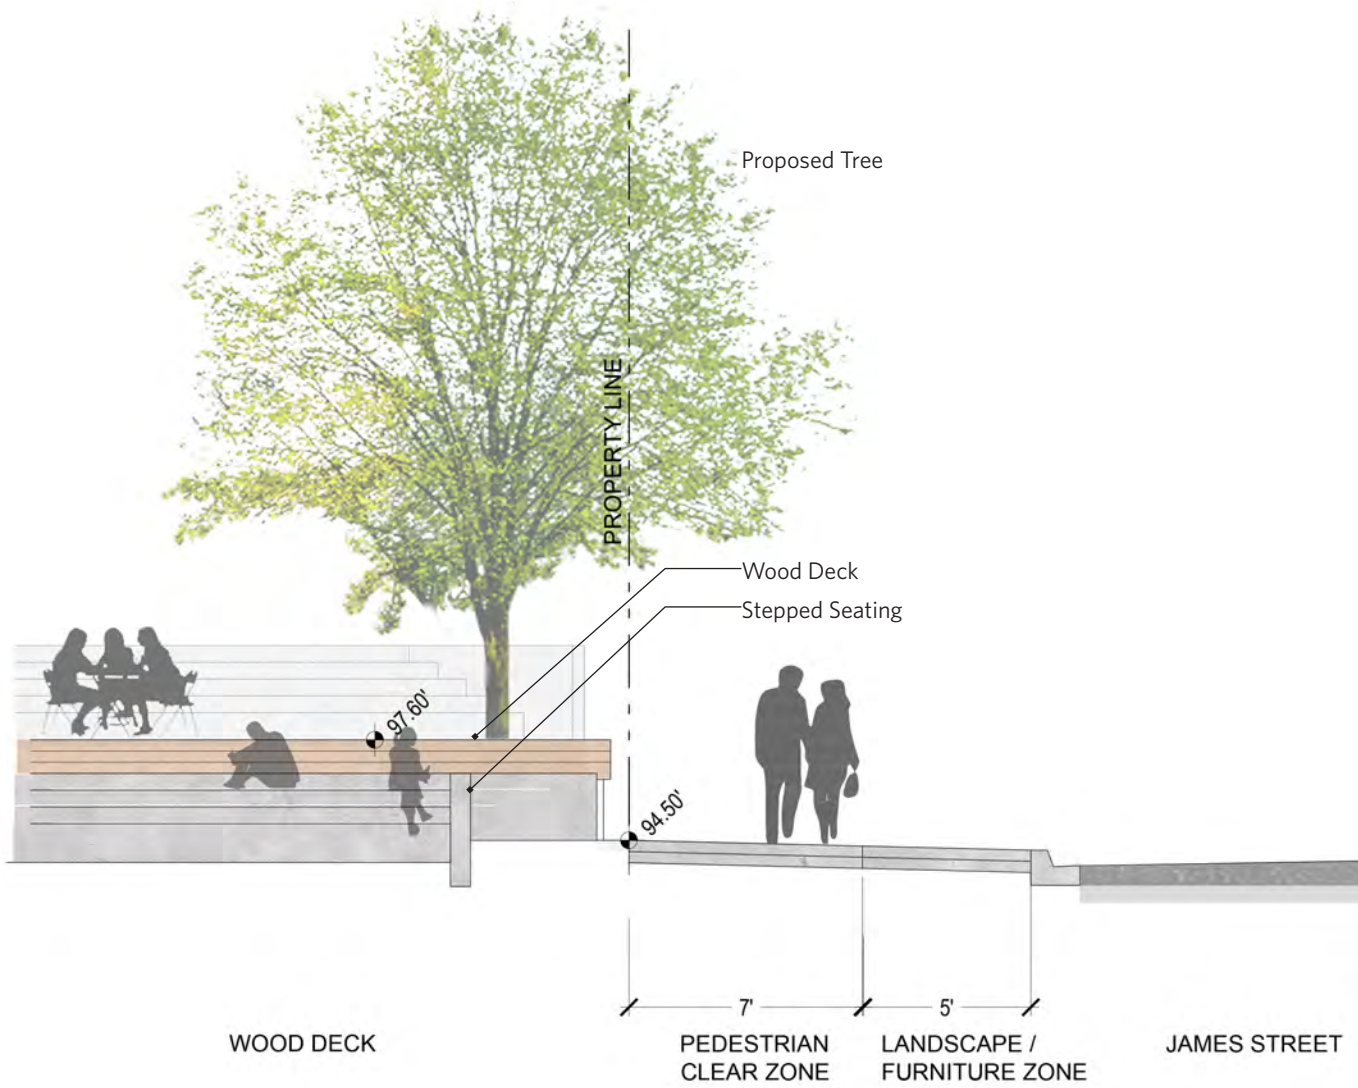 Proposed Tree
PROPERTY LINE
Wood Deck
Stepped Seating
97.60'
94.50'
7'
5'
WOOD DECK
PEDESTRIAN
CLEAR ZONE
LANDSCAPE /
FURNITURE ZONE
JAMES STREET